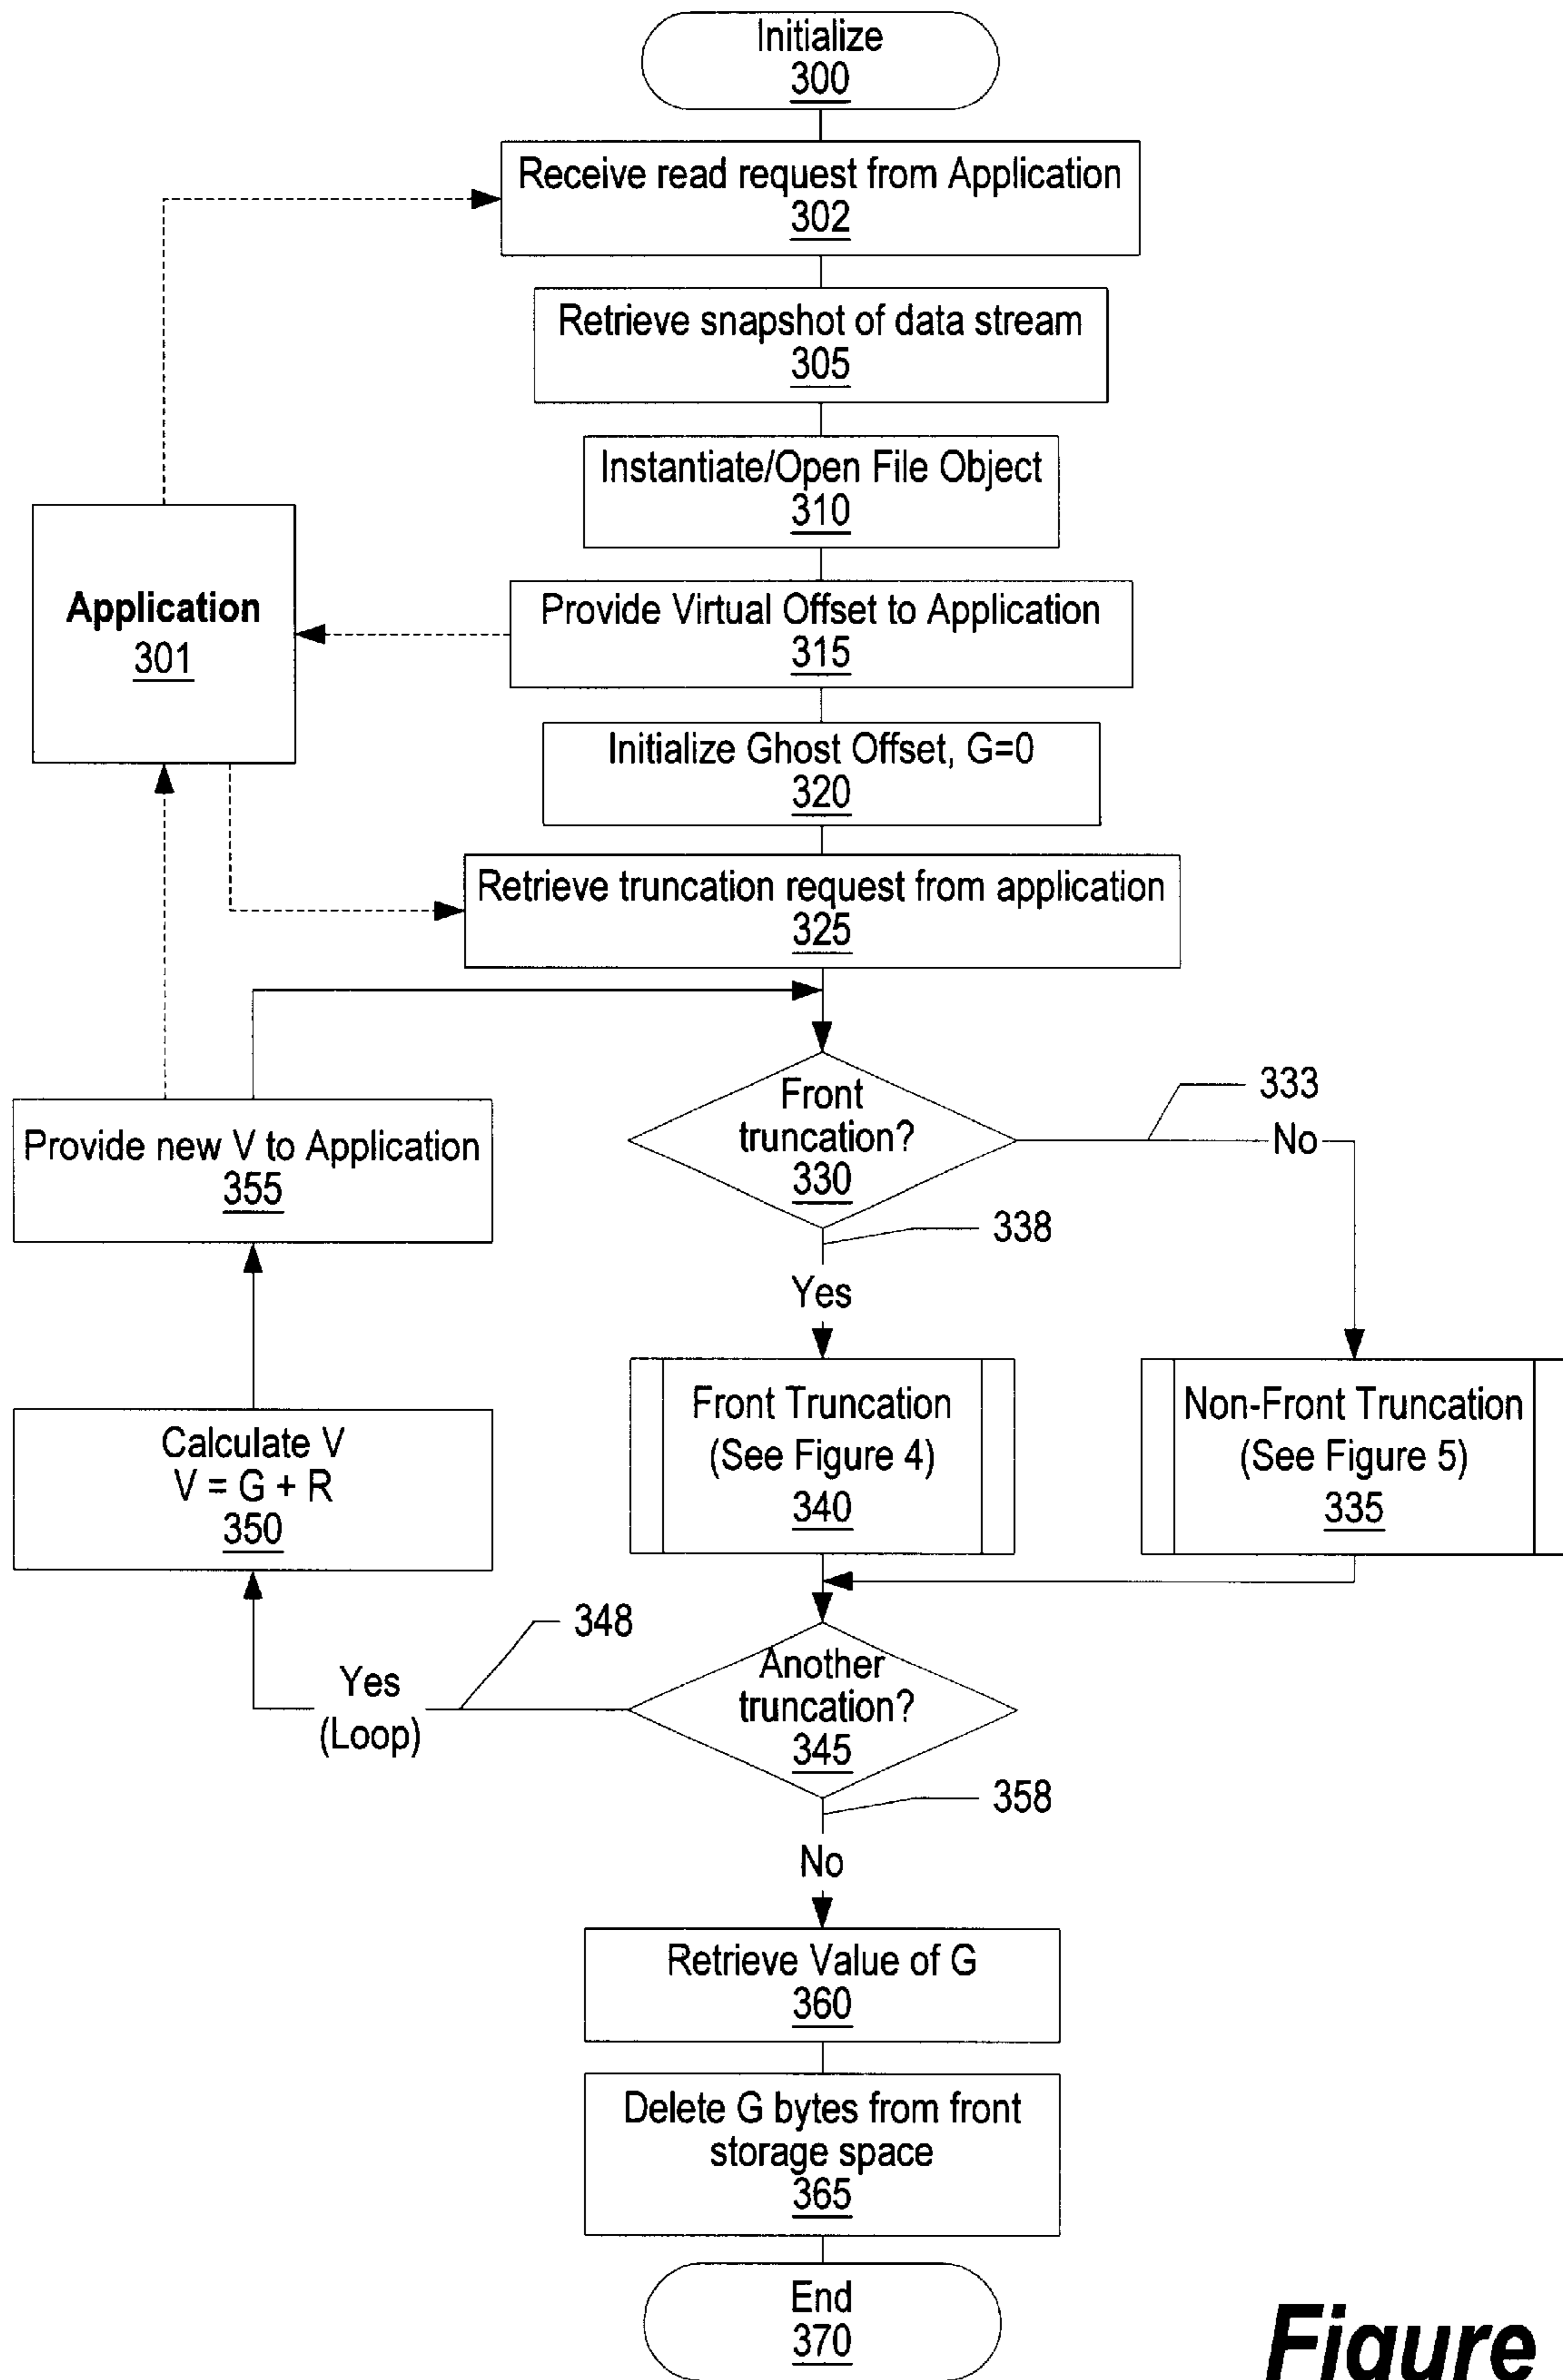 Initialize
300
Receive read request from Application
302
Retrieve snapshot of data stream
305
Instantiate/Open File Object
310
Application
301
Provide Virtual Offset to Application
315
Initialize Ghost Offset, G=0
320
Retrieve truncation request from application
325
Front
truncation?
330
333
No
338
Yes
Provide new V to Application
355
Front Truncation
(See Figure 4)
340
Non-Front Truncation
(See Figure 5)
335
Calculate V
V = G + R
350
348
Yes
(Loop)
Another
truncation?
345
358
No
Retrieve Value of G
360
Delete G bytes from front
storage space
365
End
370
Figure